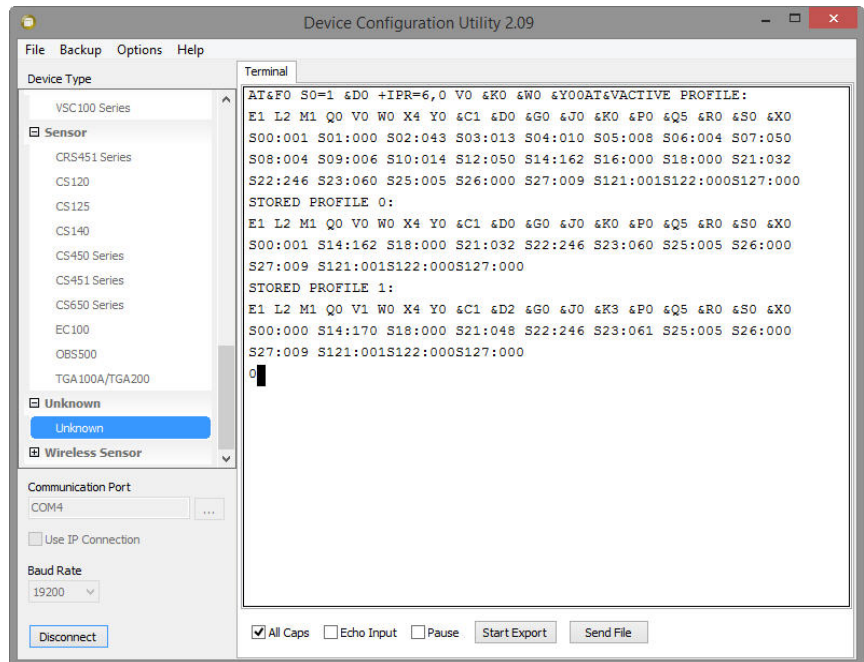 Device Configuration Utility 2.09
File Backup Options Help
Device Type
VSC100 Series
Sensor
CRS451 Series
CS120
CS125
CS140
CS450 Series
CS451 Series
CS650 Series
EC100
OBS500
TGA100A/TGA200
Unknown
Unknown
Wireless Sensor
Communication Port
COM4
...
Use IP Connection
Baud Rate
19200
Disconnect
Terminal
AT&F0 S0=1 &D0 +IPR=6,0 V0 &K0 &W0 &Y00AT&VACTIVE PROFILE:
E1 L2 M1 Q0 V0 W0 X4 Y0 &C1 &D0 &G0 &J0 &K0 &P0 &Q5 &R0 &S0 &X0
S00:001 S01:000 S02:043 S03:013 S04:010 S05:008 S06:004 S07:050
S08:004 S09:006 S10:014 S12:050 S14:162 S16:000 S18:000 S21:032
S22:246 S23:060 S25:005 S26:000 S27:009 S121:001S122:000S127:000
STORED PROFILE 0:
E1 L2 M1 Q0 V0 W0 X4 Y0 &C1 &D0 &G0 &J0 &K0 &P0 &Q5 &R0 &S0 &X0
S00:001 S14:162 S18:000 S21:032 S22:246 S23:060 S25:005 S26:000
S27:009 S121:001S122:000S127:000
STORED PROFILE 1:
E1 L2 M1 Q0 V1 W0 X4 Y0 &C1 &D2 &G0 &J0 &K3 &P0 &Q5 &R0 &S0 &X0
S00:000 S14:170 S18:000 S21:048 S22:246 S23:061 S25:005 S26:000
S27:009 S121:001S122:000S127:000
0
All Caps Echo Input Pause Start Export Send File